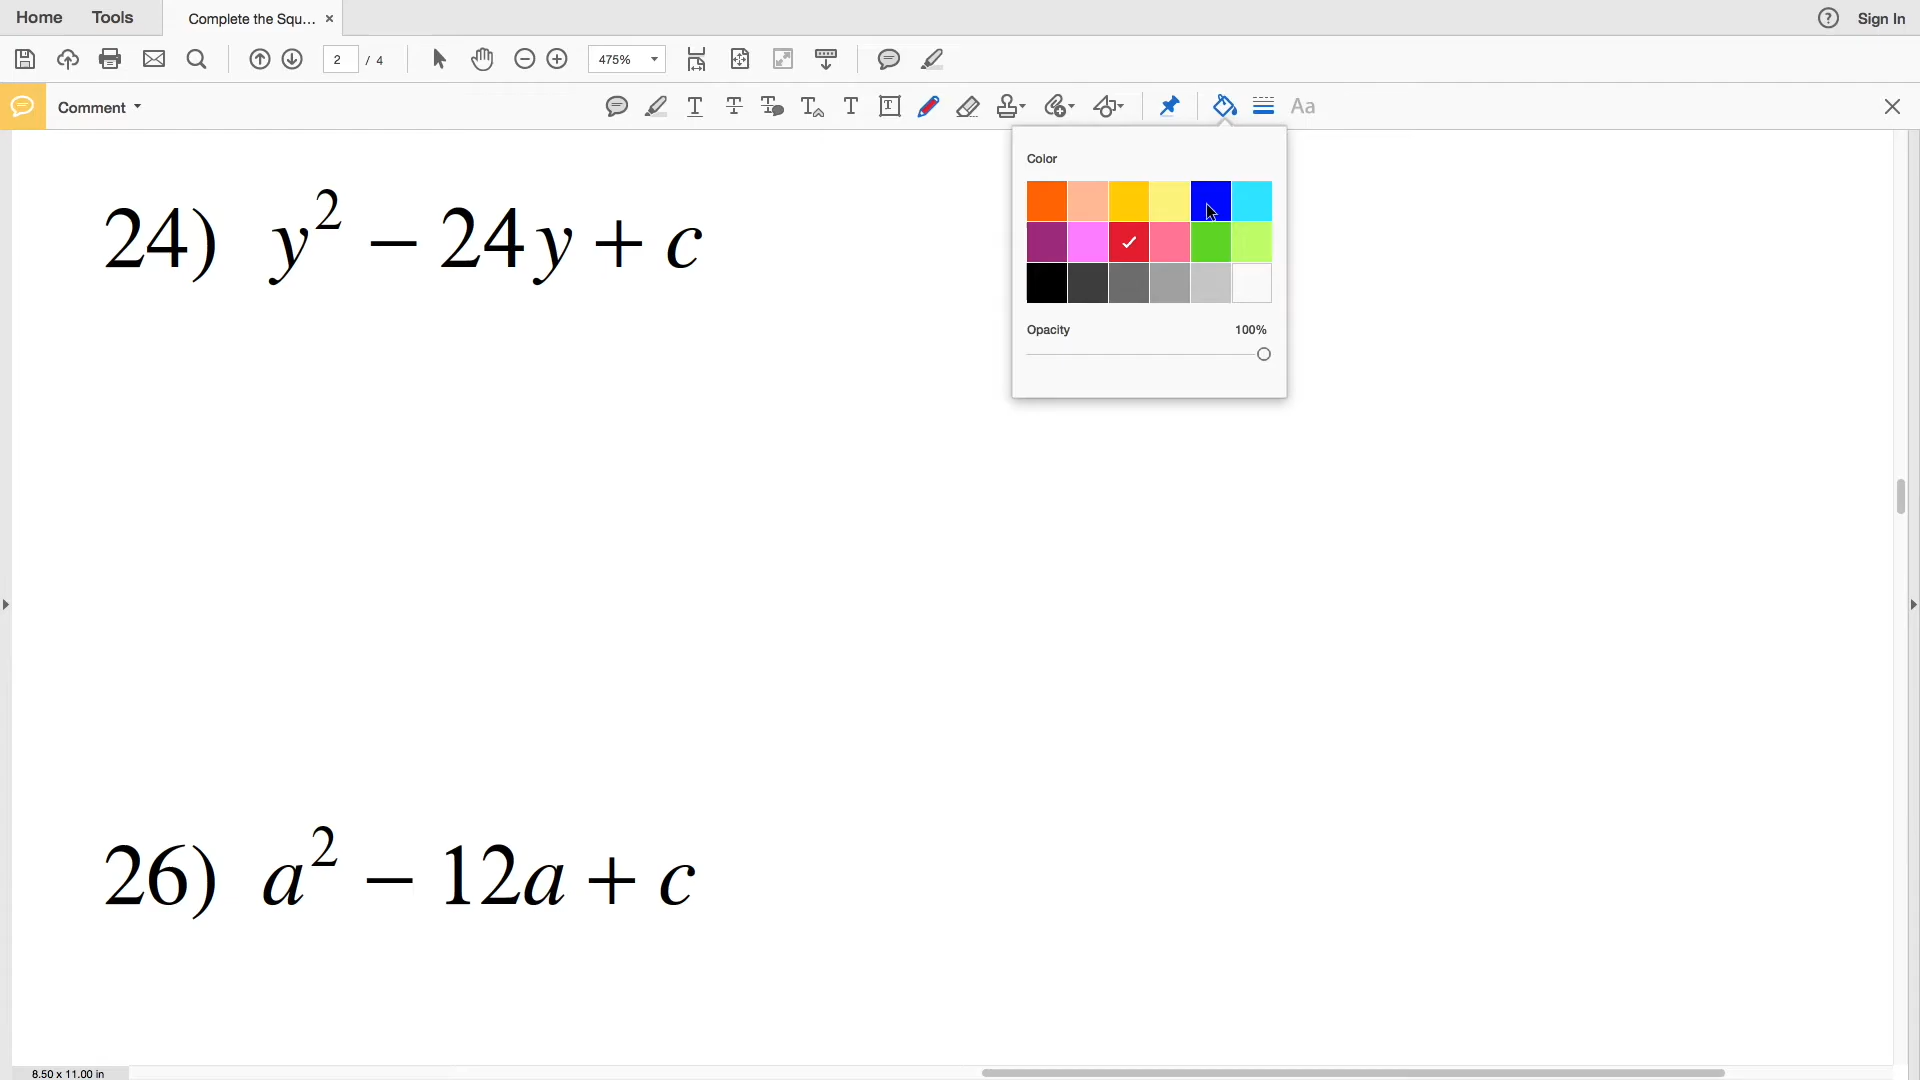 Home Tools Complete the Squ... × ? Sign In
2 / 4 475%
Comment T T T T T T Aa
Color
24) y² − 24y + c
Opacity 100%
26) a² − 12a + c
8.50 x 11.00 in